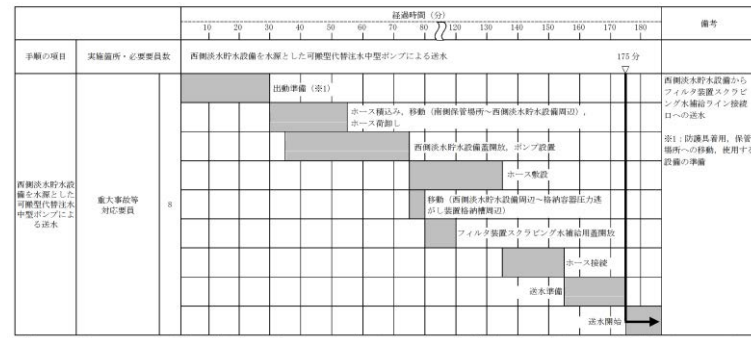 経過時間（分）
備考
10 20 30 40 50 60 70 80 120 130 140 150 160 170 180
手順の項目
実施箇所・必要要員数
西側淡水貯水設備を水源とした可搬型代替注水中型ポンプによる送水
175 分
▽
西側淡水貯水設
備を水源とした
可搬型代替注水
中型ポンプによ
る送水
重大事故等
対応要員
8
出動準備（※1）
ホース積込み，移動（南側保管場所～西側淡水貯水設備周辺），
ホース荷卸し
西側淡水貯水設備蓋開放，ポンプ設置
ホース敷設
移動（西側淡水貯水設備周辺～格納容器圧力逃
がし装置格納槽周辺）
フィルタ装置スクラビング水補給用蓋開放
ホース接続
送水準備
送水開始
西側淡水貯水設備から
フィルタ装置スクラビ
ング水補給ライン接続
口への送水
※1：防護具着用，保管
場所への移動，使用する
設備の準備